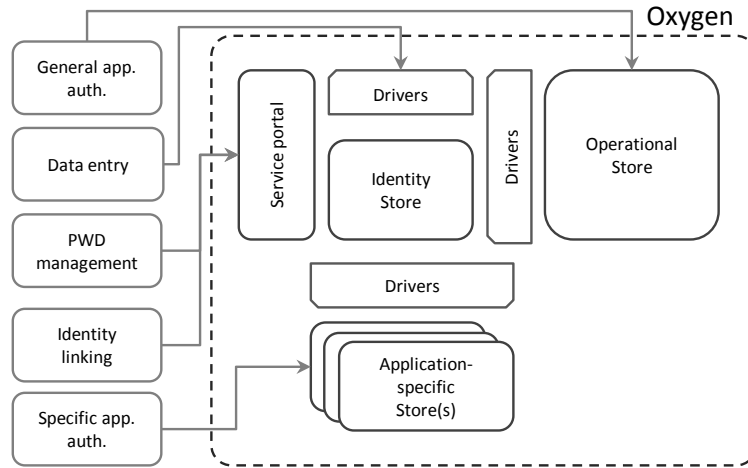 Oxygen
General app.
auth.
Data entry
PWD
management
Identity
linking
Specific app.
auth.
Service portal
Drivers
Identity
Store
Drivers
Operational
Store
Drivers
Application-
specific
Store(s)